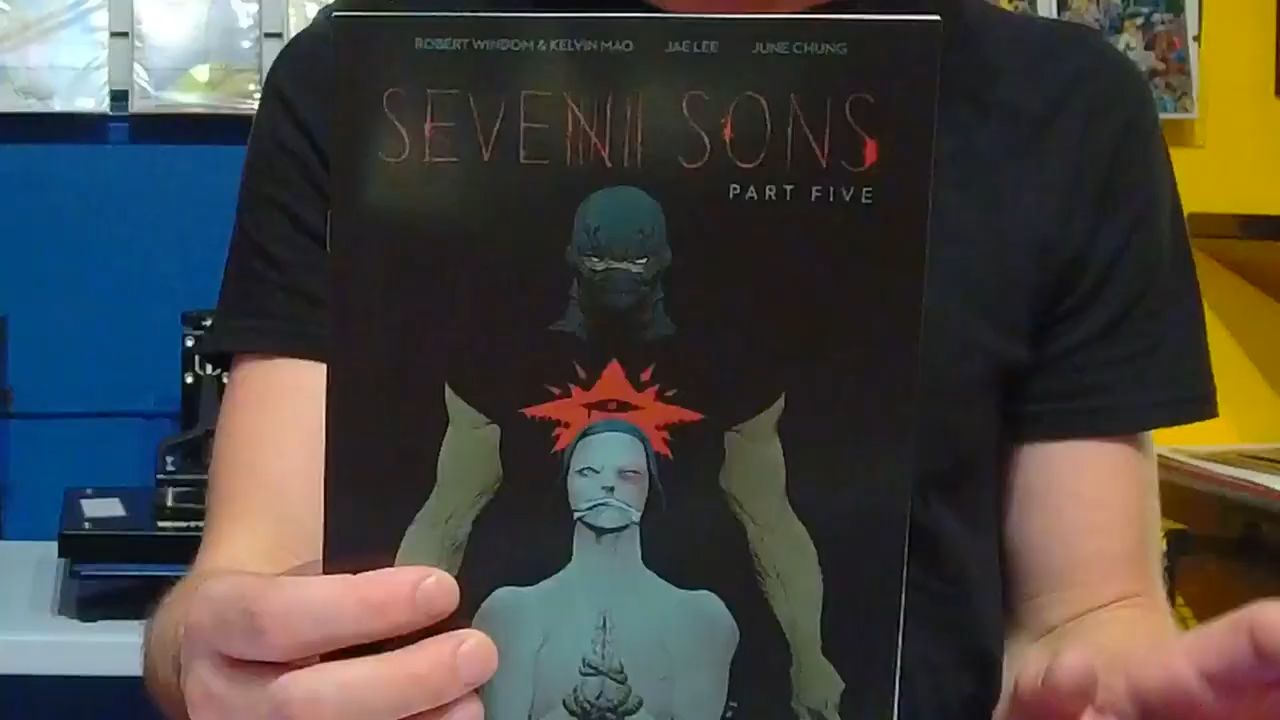 ROBERT WINDOM & KELVIN MAO JAE LEE JUNE CHUNG
SEVEN SONS
PART FIVE